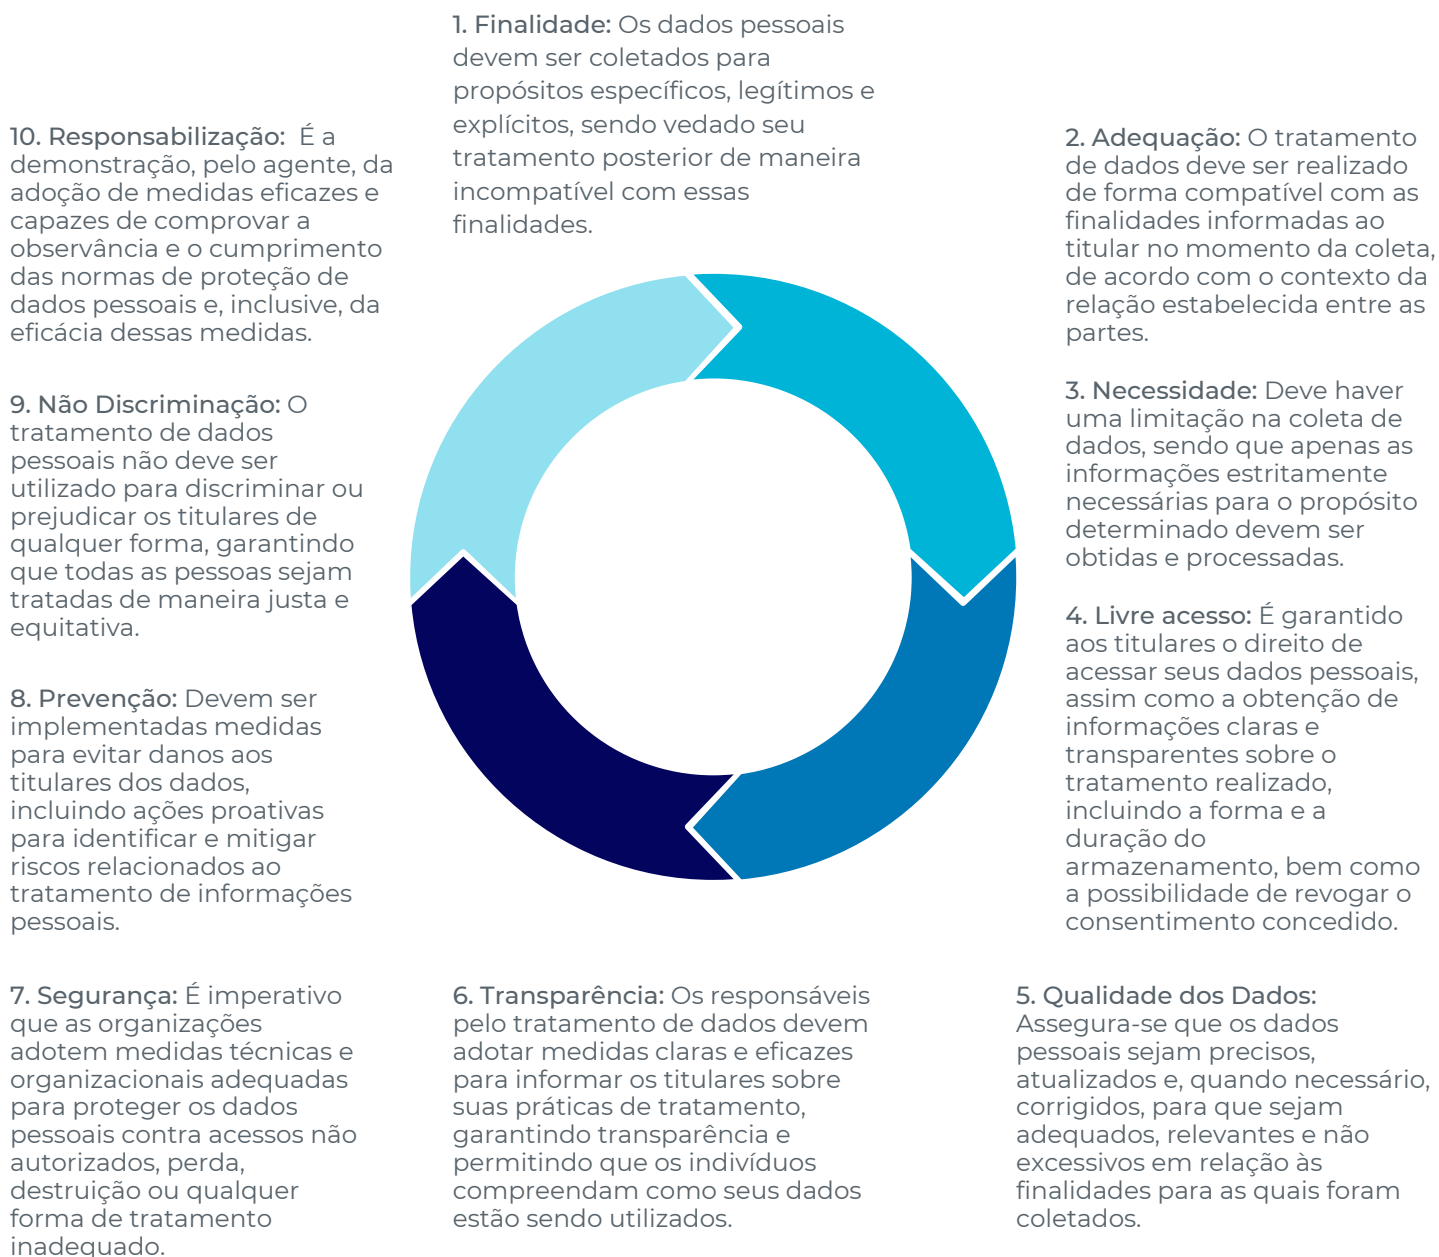 1. Finalidade: Os dados pessoais
devem ser coletados para
propósitos específicos, legítimos e
explícitos, sendo vedado seu
tratamento posterior de maneira
incompatível com essas
finalidades.
2. Adequação: O tratamento
de dados deve ser realizado
de forma compatível com as
finalidades informadas ao
titular no momento da coleta,
de acordo com o contexto da
relação estabelecida entre as
partes.
3. Necessidade: Deve haver
uma limitação na coleta de
dados, sendo que apenas as
informações estritamente
necessárias para o propósito
determinado devem ser
obtidas e processadas.
4. Livre acesso: É garantido
aos titulares o direito de
acessar seus dados pessoais,
assim como a obtenção de
informações claras e
transparentes sobre o
tratamento realizado,
incluindo a forma e a
duração do
armazenamento, bem como
a possibilidade de revogar o
consentimento concedido.
5. Qualidade dos Dados:
Assegura-se que os dados
pessoais sejam precisos,
atualizados e, quando necessário,
corrigidos, para que sejam
adequados, relevantes e não
excessivos em relação às
finalidades para as quais foram
coletados.
6. Transparência: Os responsáveis
pelo tratamento de dados devem
adotar medidas claras e eficazes
para informar os titulares sobre
suas práticas de tratamento,
garantindo transparência e
permitindo que os indivíduos
compreendam como seus dados
estão sendo utilizados.
7. Segurança: É imperativo
que as organizações
adotem medidas técnicas e
organizacionais adequadas
para proteger os dados
pessoais contra acessos não
autorizados, perda,
destruição ou qualquer
forma de tratamento
inadequado.
8. Prevenção: Devem ser
implementadas medidas
para evitar danos aos
titulares dos dados,
incluindo ações proativas
para identificar e mitigar
riscos relacionados ao
tratamento de informações
pessoais.
9. Não Discriminação: O
tratamento de dados
pessoais não deve ser
utilizado para discriminar ou
prejudicar os titulares de
qualquer forma, garantindo
que todas as pessoas sejam
tratadas de maneira justa e
equitativa.
10. Responsabilização: É a
demonstração, pelo agente, da
adoção de medidas eficazes e
capazes de comprovar a
observância e o cumprimento
das normas de proteção de
dados pessoais e, inclusive, da
eficácia dessas medidas.